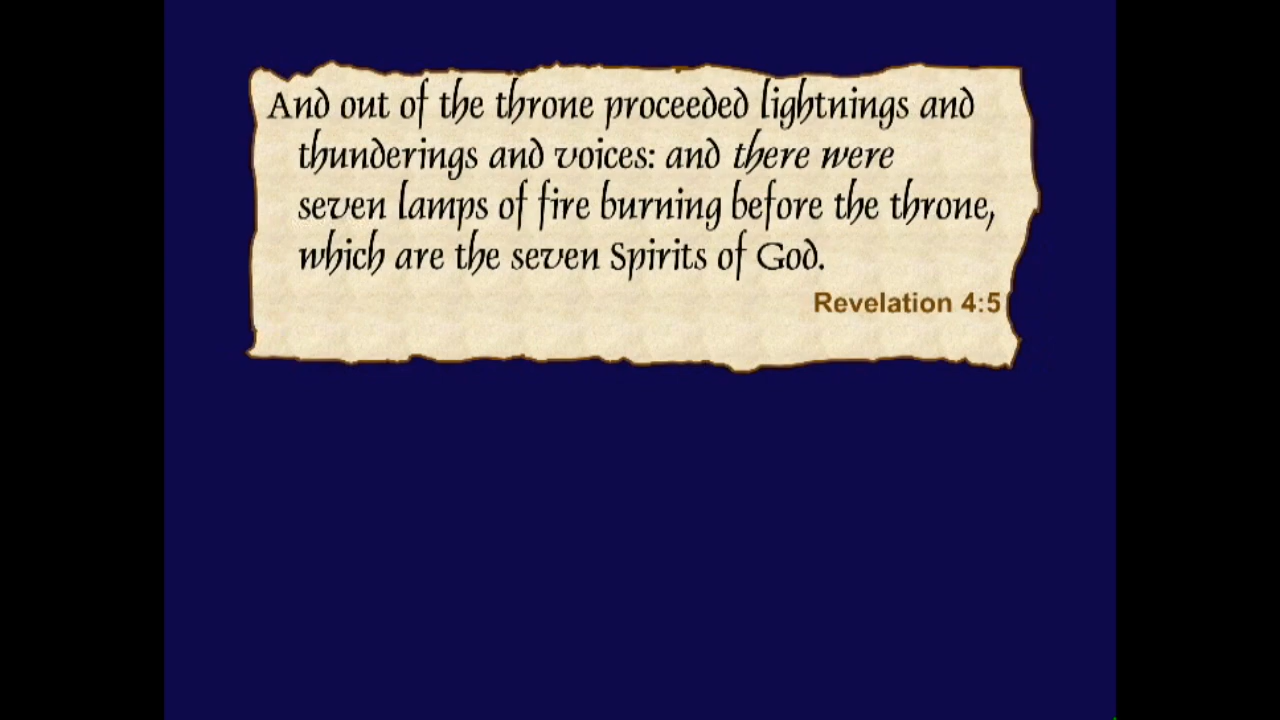 And out of the throne proceeded lightnings and
thunderings and voices: and there were
seven lamps of fire burning before the throne,
which are the seven Spirits of God.
Revelation 4:5